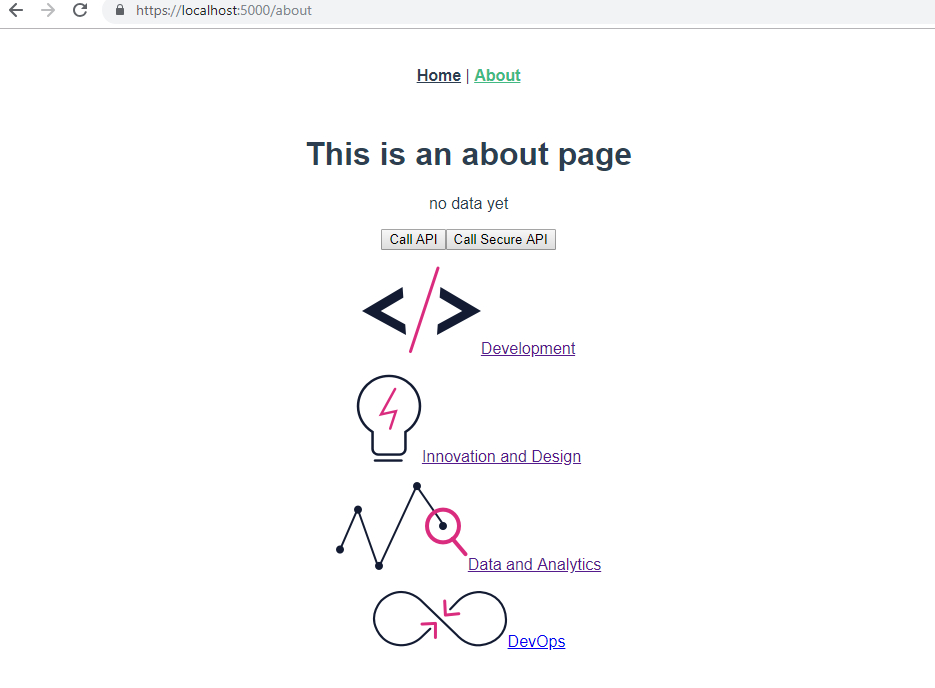 https://localhost:5000/about
Home | About
This is an about page
no data yet
Call API Call Secure API
Development
Innovation and Design
Data and Analytics
DevOps